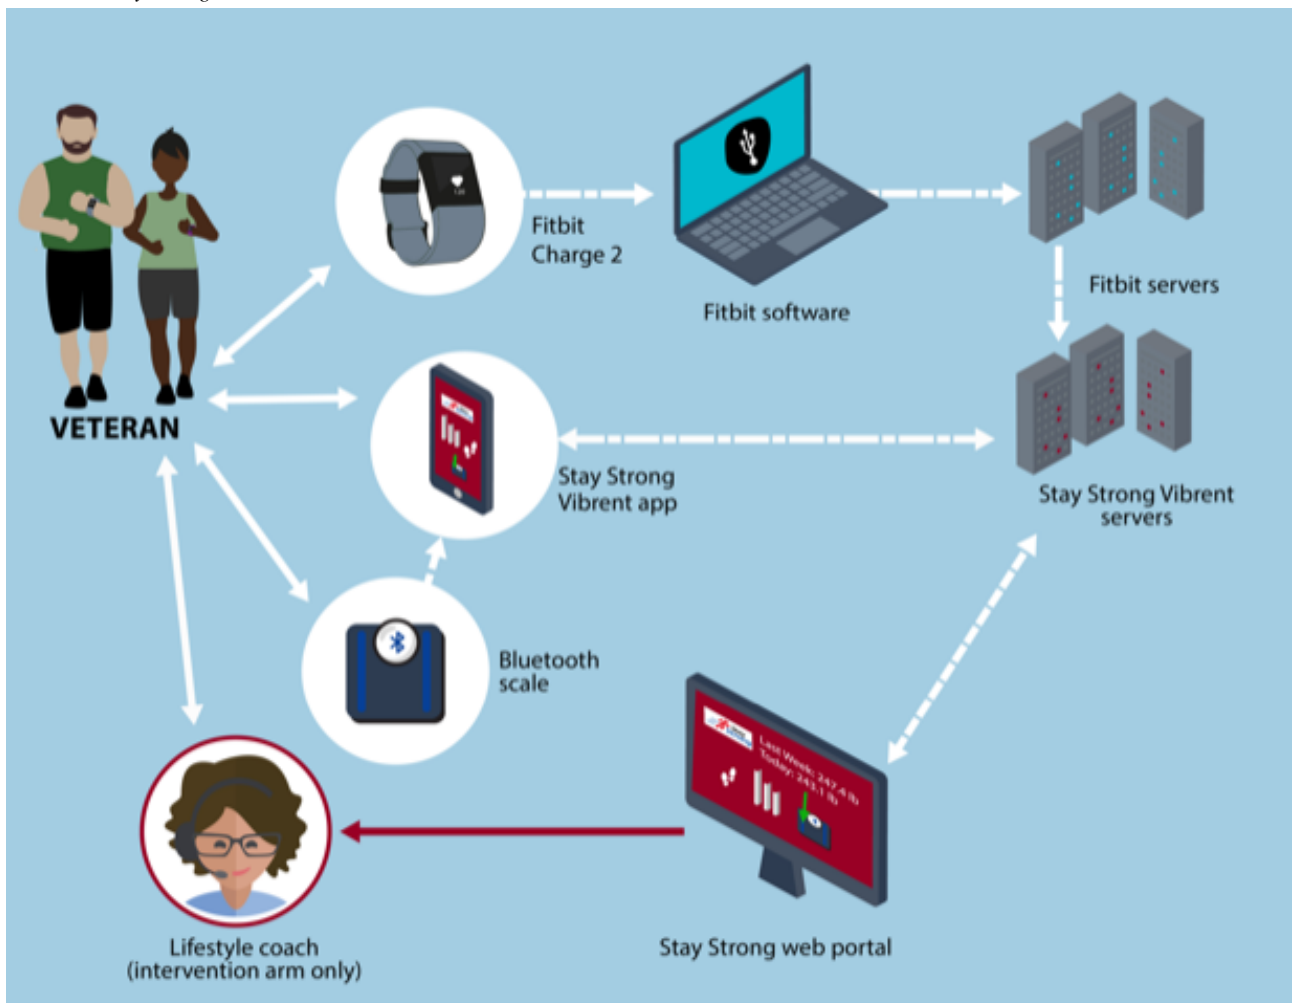 Fitbit
Charge 2
Fitbit software
Fitbit servers
VETERAN
Stay Strong
Vibrent app
Stay Strong Vibrent
servers
Bluetooth
scale
Last Week: 247.4 lb
Today: 243.1 lb
Lifestyle coach
(intervention arm only)
Stay Strong web portal